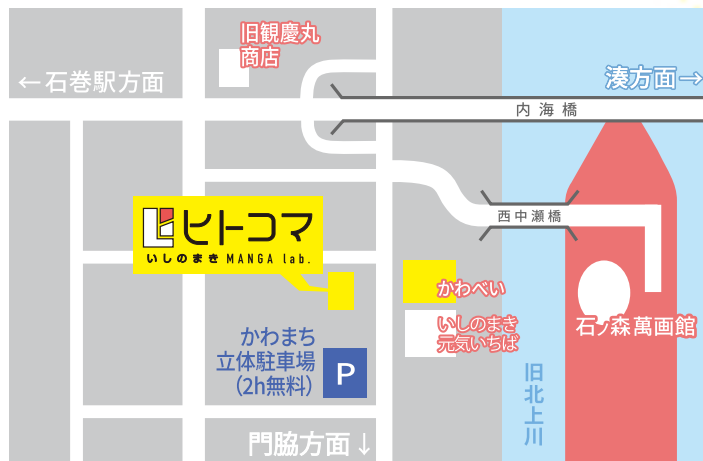 旧観慶丸
商店
←石巻駅方面
湊方面→
内海橋
西中瀬橋
ヒトコマ
いしのまき MANGA lab.
かわべい
いしのまき
元気いちば
石ノ森萬画館
かわまち
立体駐車場
(2h無料)
P
旧北上川
門脇方面↓